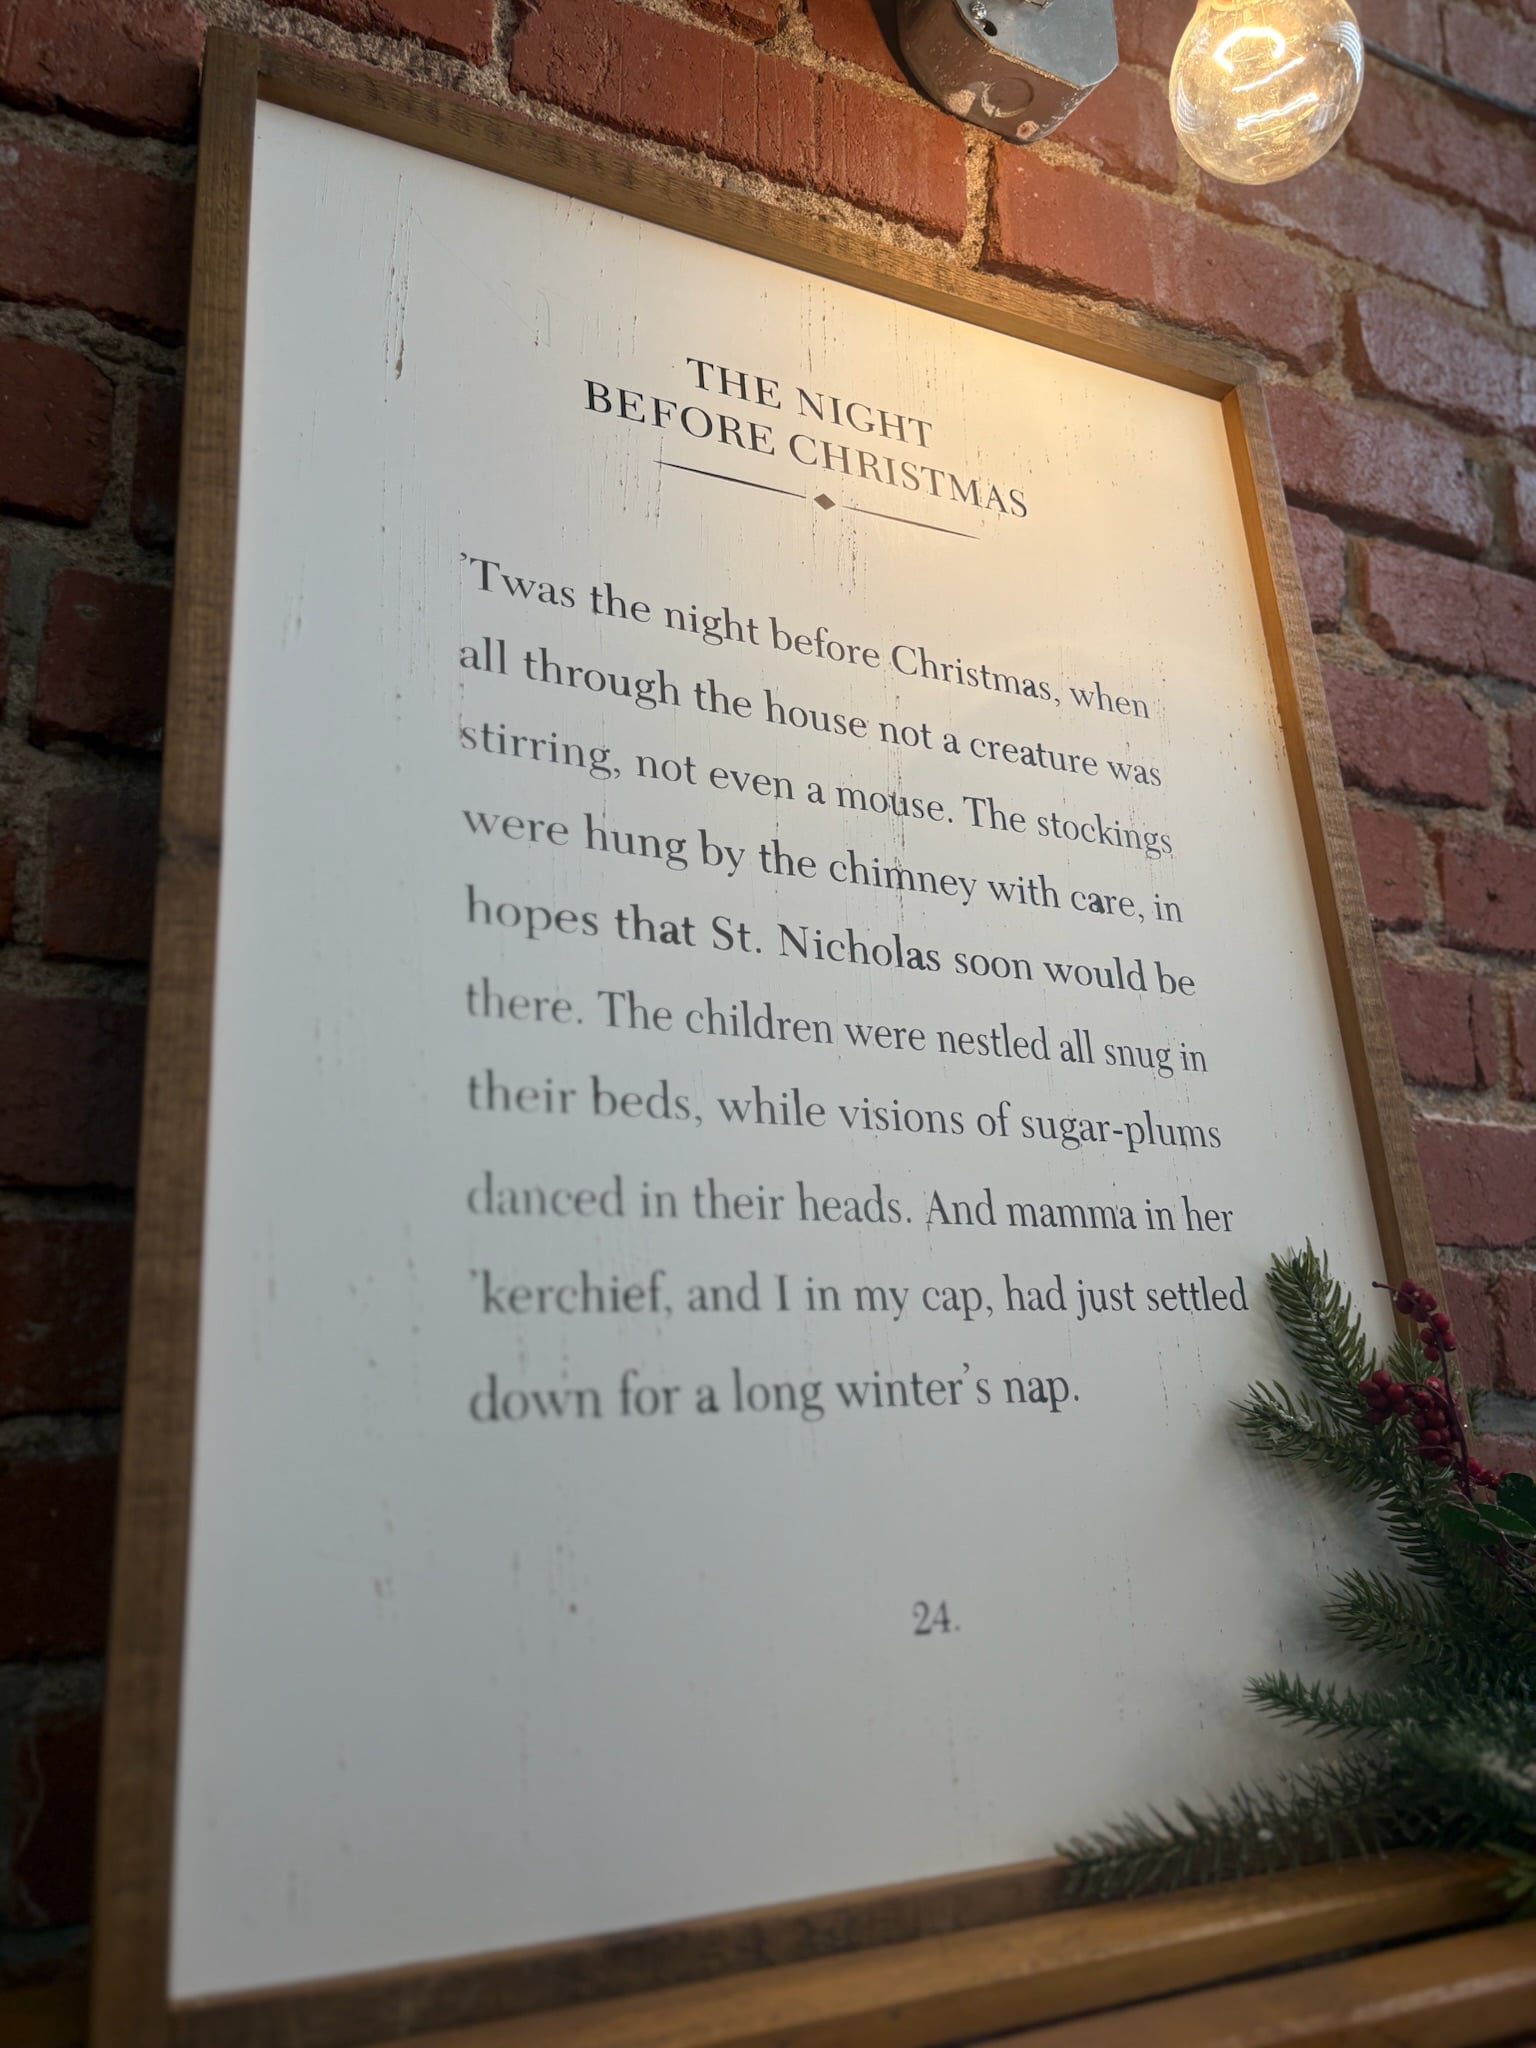 THE NIGHT
BEFORE CHRISTMAS
’Twas the night before Christmas, when
all through the house not a creature was
stirring, not even a mouse. The stockings
were hung by the chimney with care, in
hopes that St. Nicholas soon would be
there. The children were nestled all snug in
their beds, while visions of sugar-plums
danced in their heads. And mamma in her
’kerchief, and I in my cap, had just settled
down for a long winter’s nap.
24.